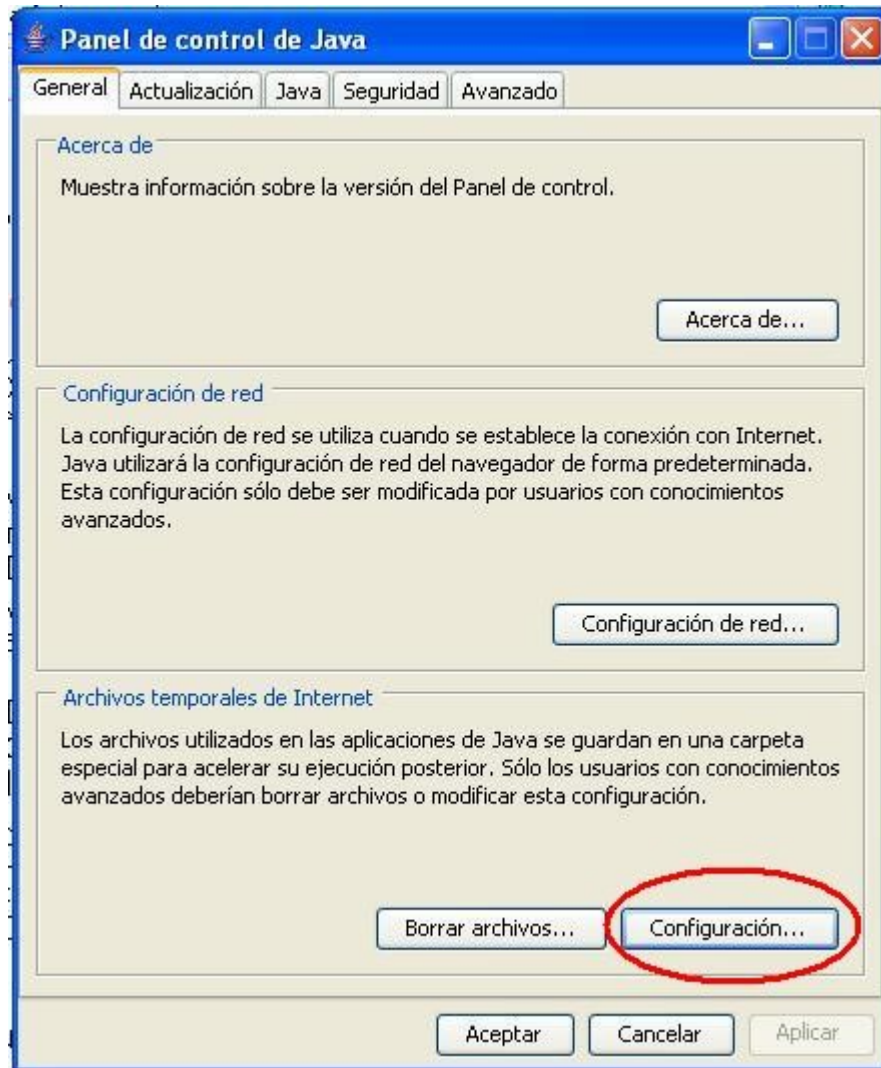 Panel de control de Java
General Actualización Java Seguridad Avanzado
Acerca de
Muestra información sobre la versión del Panel de control.
Acerca de...
Configuración de red
La configuración de red se utiliza cuando se establece la conexión con Internet.
Java utilizará la configuración de red del navegador de forma predeterminada.
Esta configuración sólo debe ser modificada por usuarios con conocimientos
avanzados.
Configuración de red...
Archivos temporales de Internet
Los archivos utilizados en las aplicaciones de Java se guardan en una carpeta
especial para acelerar su ejecución posterior. Sólo los usuarios con conocimientos
avanzados deberían borrar archivos o modificar esta configuración.
Borrar archivos... Configuración...
Aceptar Cancelar Aplicar